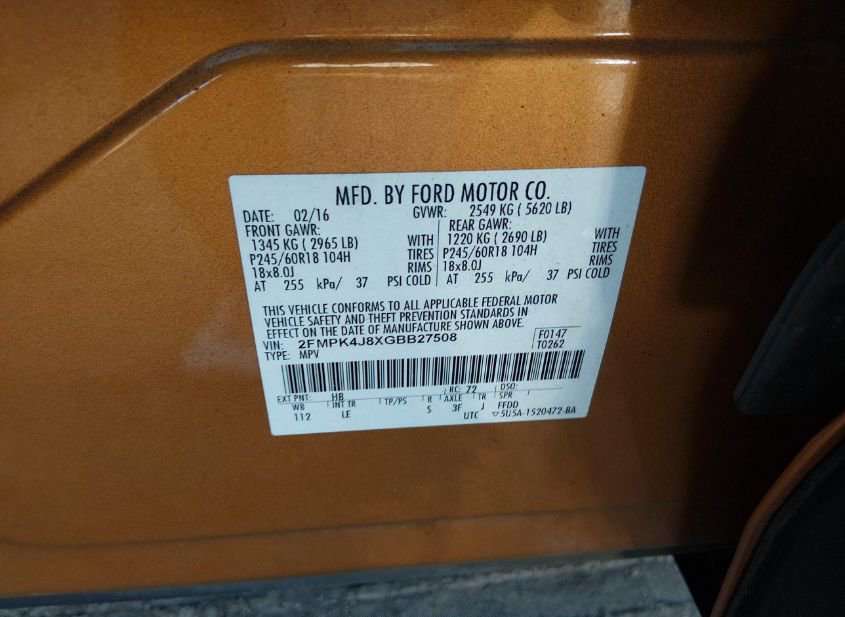 MFD. BY FORD MOTOR CO.
DATE: 02/16 GVWR: 2549 KG ( 5620 LB)
FRONT GAWR: REAR GAWR:
1345 KG ( 2965 LB) WITH 1220 KG ( 2690 LB) WITH
P245/60R18 104H TIRES P245/60R18 104H TIRES
18x8.0J RIMS 18x8.0J RIMS
AT 255 kPa/ 37 PSI COLD AT 255 kPa/ 37 PSI COLD
THIS VEHICLE CONFORMS TO ALL APPLICABLE FEDERAL MOTOR
VEHICLE SAFETY AND THEFT PREVENTION STANDARDS IN
EFFECT ON THE DATE OF MANUFACTURE SHOWN ABOVE.
VIN: 2FMPK4J8XGBB27508 F0147
TYPE: MPV T0262
EXT PNT: HB RC: 72 DSO:
WB INT TR TP/PS R AXLE TR SPR
112 LE S 3F J FFDD
UTC ▽5U5A-1520472-BA